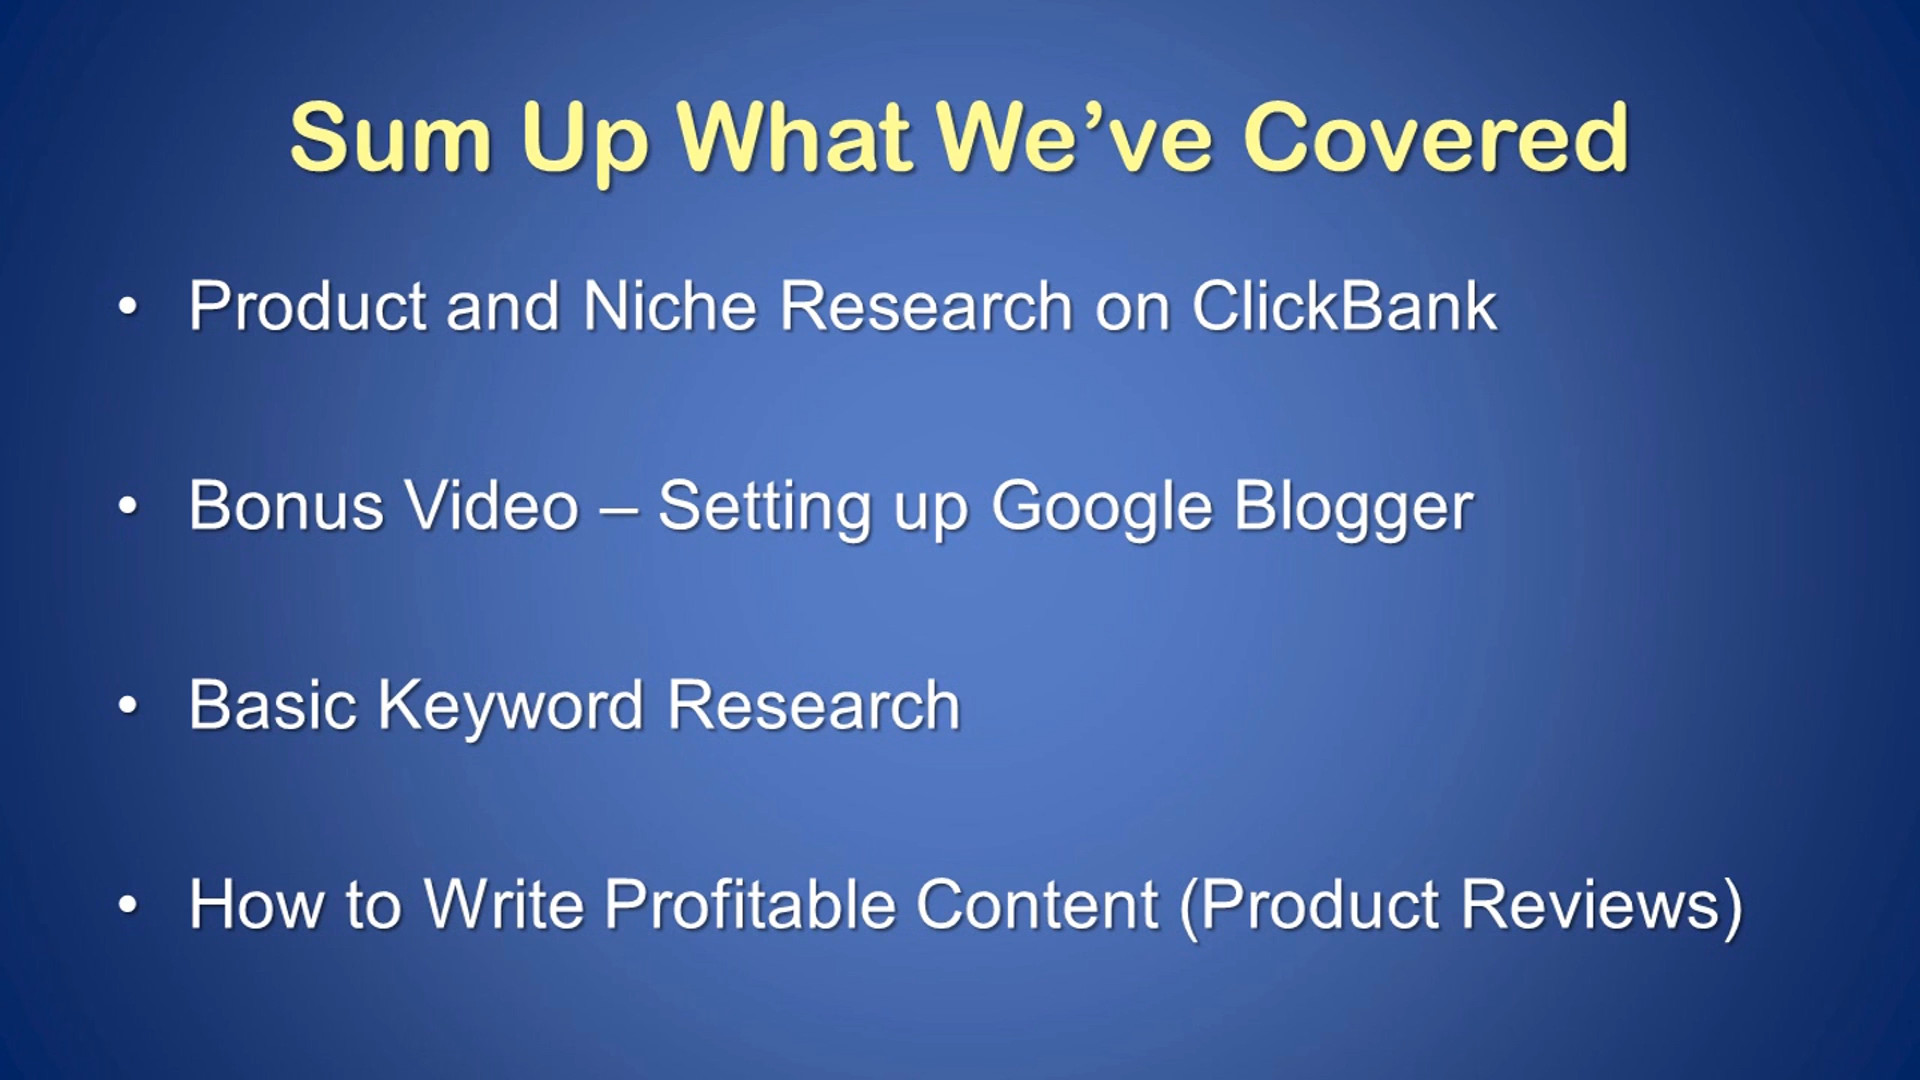 Sum Up What We’ve Covered
• Product and Niche Research on ClickBank
• Bonus Video – Setting up Google Blogger
• Basic Keyword Research
• How to Write Profitable Content (Product Reviews)